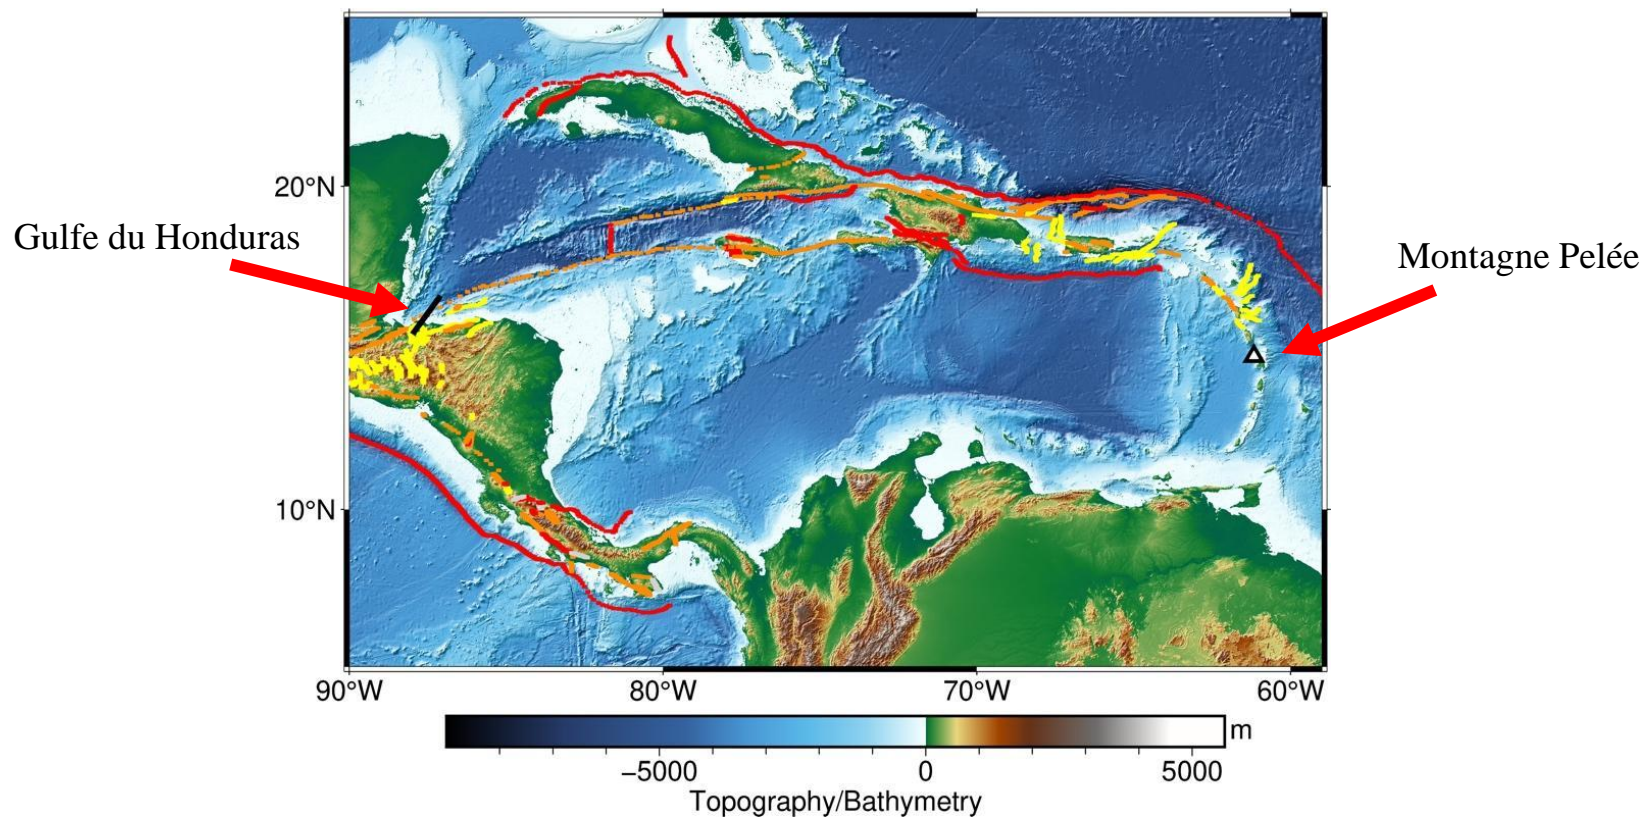 20°N
Gulfe du Honduras
Montagne Pelée
10°N
90°W 80°W 70°W 60°W
m
−5000 0 5000
Topography/Bathymetry